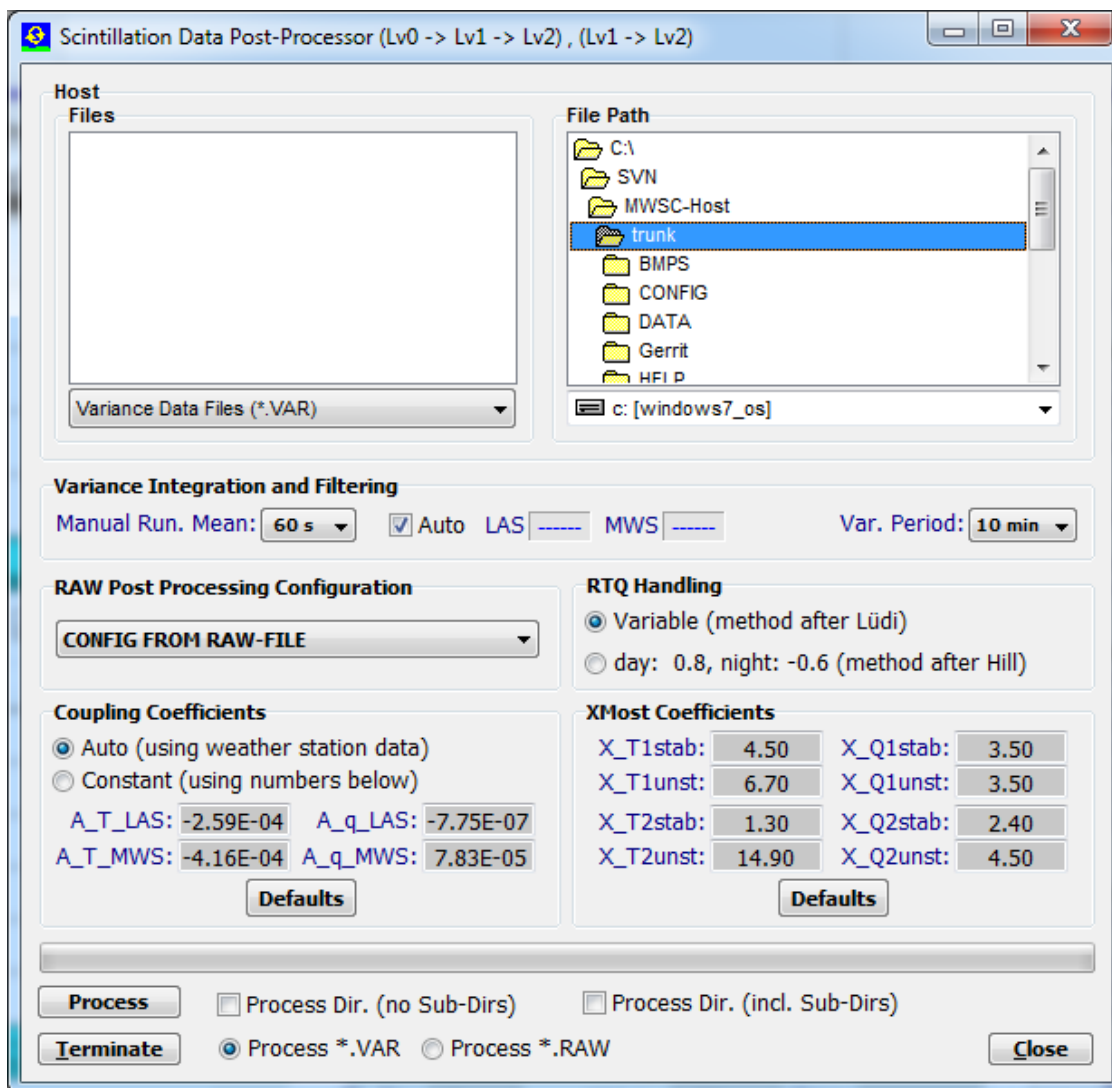 Scintillation Data Post-Processor (Lv0 -> Lv1 -> Lv2) , (Lv1 -> Lv2)
Host
Files
File Path
C:\
SVN
MWSC-Host
trunk
BMPS
CONFIG
DATA
Gerrit
HELP
Variance Data Files (*.VAR)
c: [windows7_os]
Variance Integration and Filtering
Manual Run. Mean: 60 s Auto LAS ------ MWS ------ Var. Period: 10 min
RAW Post Processing Configuration
CONFIG FROM RAW-FILE
RTQ Handling
Variable (method after Lüdi)
day: 0.8, night: -0.6 (method after Hill)
Coupling Coefficients
Auto (using weather station data)
Constant (using numbers below)
A_T_LAS: -2.59E-04 A_q_LAS: -7.75E-07
A_T_MWS: -4.16E-04 A_q_MWS: 7.83E-05
Defaults
XMost Coefficients
X_T1stab: 4.50 X_Q1stab: 3.50
X_T1unst: 6.70 X_Q1unst: 3.50
X_T2stab: 1.30 X_Q2stab: 2.40
X_T2unst: 14.90 X_Q2unst: 4.50
Defaults
Process Process Dir. (no Sub-Dirs) Process Dir. (incl. Sub-Dirs)
Terminate Process *.VAR Process *.RAW Close